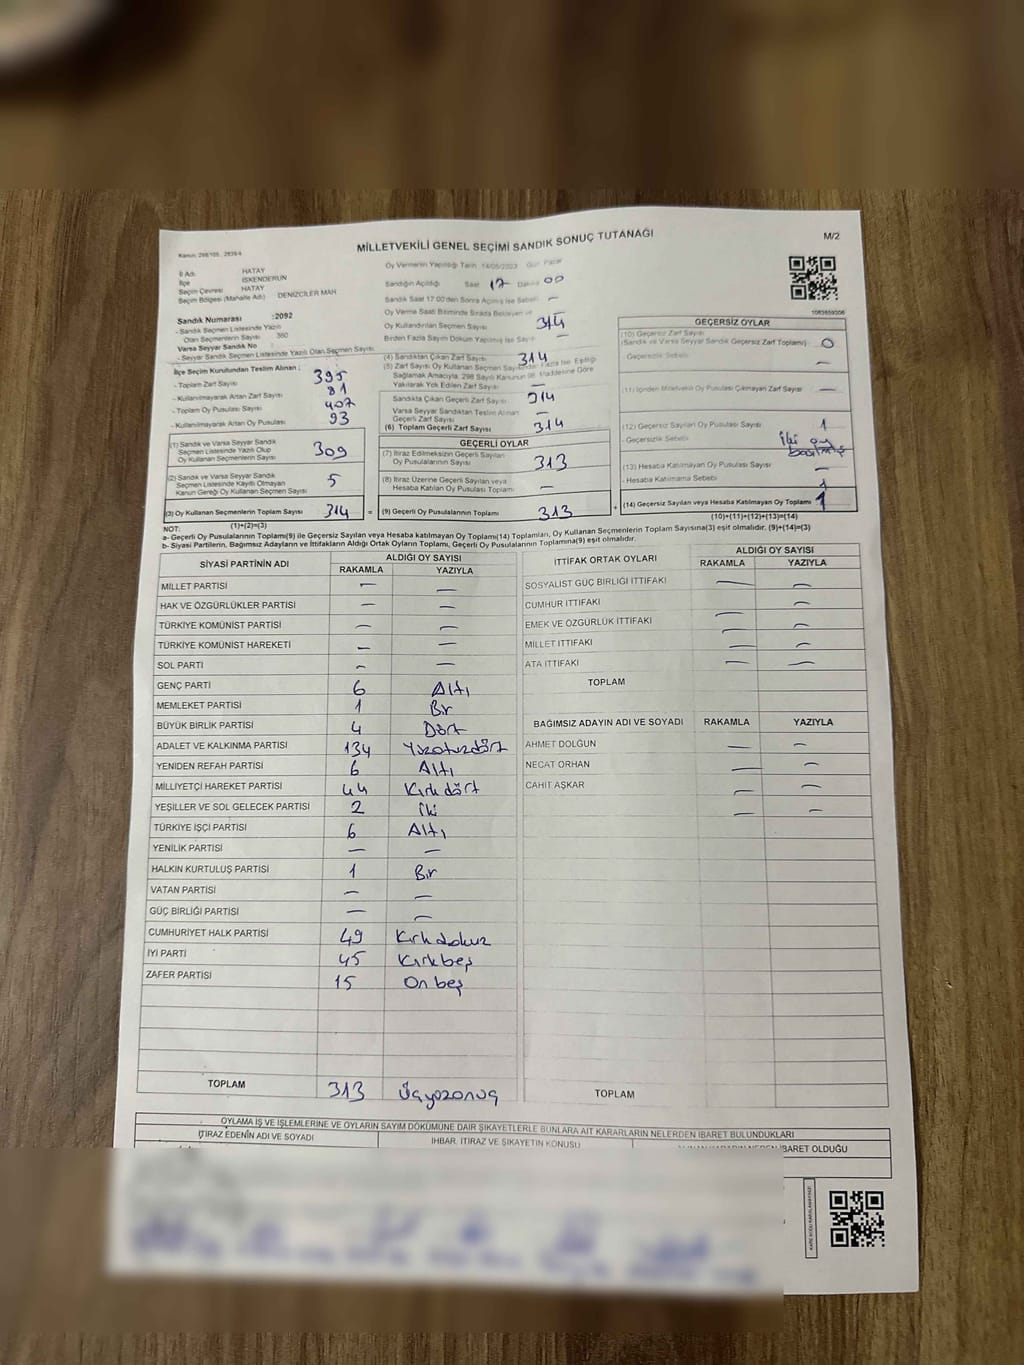 Kanun: 298/105, 2839/4
MİLLETVEKİLİ GENEL SEÇİMİ SANDIK SONUÇ TUTANAĞI
M/2
İl Adı HATAY
İlçe İSKENDERUN
Seçim Çevresi HATAY
Seçim Bölgesi (Mahalle Adı) DENİZCİLER MAH
Sandık Numarası :2092
- Sandık Seçmen Listesinde Yazılı
Olan Seçmenlerin Sayısı 360
Varsa Seyyar Sandık No
- Seyyar Sandık Seçmen Listesinde Yazılı Olan Seçmen Sayısı
İlçe Seçim Kurulundan Teslim Alınan ;
- Toplam Zarf Sayısı 395
- Kullanılmayarak Artan Zarf Sayısı 81
- Toplam Oy Pusulası Sayısı 407
- Kullanılmayarak Artan Oy Pusulası 93
(1) Sandık ve Varsa Seyyar Sandık
Seçmen Listesinde Yazılı Olup
Oy Kullanan Seçmenlerin Sayısı 309
(2) Sandık ve Varsa Seyyar Sandık
Seçmen Listesinde Kayıtlı Olmayan
Kanun Gereği Oy Kullanan Seçmen Sayısı 5
(3) Oy Kullanan Seçmenlerin Toplam Sayısı 314 =
(1)+(2)=(3)
Oy Vermenin Yapıldığı Tarih 14/05/2023 Gün Pazar
Sandığın Açıldığı Saat 17 Dakika 00
Sandık Saat 17.00'den Sonra Açılmış İse Sebebi —
Oy Verme Saati Bitiminde Sırada Bekleyen ve
Oy Kullandırılan Seçmen Sayısı 314
Birden Fazla Sayım Döküm Yapılmış İse Sayısı —
(4) Sandıktan Çıkan Zarf Sayısı 314
(5) Zarf Sayısı Oy Kullanan Seçmen Sayısından Fazla İse Eşitliği
Sağlamak Amacıyla, 298 Sayılı Kanunun 98. Maddesine Göre
Yakılarak Yok Edilen Zarf Sayısı —
Sandıkta Çıkan Geçerli Zarf Sayısı 314
Varsa Seyyar Sandıktan Teslim Alınan
Geçerli Zarf Sayısı —
(6) Toplam Geçerli Zarf Sayısı 314
GEÇERLİ OYLAR
(7) İtiraz Edilmeksizin Geçerli Sayılan
Oy Pusulalarının Sayısı 313
(8) İtiraz Üzerine Geçerli Sayılan veya
Hesaba Katılan Oy Pusulası Toplamı —
(9) Geçerli Oy Pusulalarının Toplamı 313 +
1083659306
GEÇERSİZ OYLAR
(10) Geçersiz Zarf Sayısı
(Sandık ve Varsa Seyyar Sandık Geçersiz Zarf Toplamı) 0
Geçersizlik Sebebi —
(11) İçinden Milletvekili Oy Pusulası Çıkmayan Zarf Sayısı —
(12) Geçersiz Sayılan Oy Pusulası Sayısı 1
- Geçersizlik Sebebi İki oy
basılmış
(13) Hesaba Katılmayan Oy Pusulası Sayısı —
- Hesaba Katılmama Sebebi 1
(14) Geçersiz Sayılan veya Hesaba Katılmayan Oy Toplamı 1
(10)+(11)+(12)+(13)=(14)
NOT:
a- Geçerli Oy Pusulalarının Toplamı(9) ile Geçersiz Sayılan veya Hesaba katılmayan Oy Toplamı(14) Toplamları, Oy Kullanan Seçmenlerin Toplam Sayısına(3) eşit olmalıdır. (9)+(14)=(3)
b- Siyasi Partilerin, Bağımsız Adayların ve İttifakların Aldığı Ortak Oyların Toplamı, Geçerli Oy Pusulalarının Toplamına(9) eşit olmalıdır.
SİYASİ PARTİNİN ADI ALDIĞI OY SAYISI
RAKAMLA YAZIYLA
MİLLET PARTİSİ — —
HAK VE ÖZGÜRLÜKLER PARTİSİ — —
TÜRKİYE KOMÜNİST PARTİSİ — —
TÜRKİYE KOMÜNİST HAREKETİ — —
SOL PARTİ — —
GENÇ PARTİ 6 Altı
MEMLEKET PARTİSİ 1 Bir
BÜYÜK BİRLİK PARTİSİ 4 Dört
ADALET VE KALKINMA PARTİSİ 134 Yüzotuzdört
YENİDEN REFAH PARTİSİ 6 Altı
MİLLİYETÇİ HAREKET PARTİSİ 44 Kırkdört
YEŞİLLER VE SOL GELECEK PARTİSİ 2 İki
TÜRKİYE İŞÇİ PARTİSİ 6 Altı
YENİLİK PARTİSİ — —
HALKIN KURTULUŞ PARTİSİ 1 Bir
VATAN PARTİSİ — —
GÜÇ BİRLİĞİ PARTİSİ — —
CUMHURİYET HALK PARTİSİ 49 Kırkdokuz
İYİ PARTİ 45 Kırkbeş
ZAFER PARTİSİ 15 On beş
TOPLAM 313 Üçyüzonüç
İTTİFAK ORTAK OYLARI ALDIĞI OY SAYISI
RAKAMLA YAZIYLA
SOSYALİST GÜÇ BİRLİĞİ İTTİFAKI — —
CUMHUR İTTİFAKI — —
EMEK VE ÖZGÜRLÜK İTTİFAKI — —
MİLLET İTTİFAKI — —
ATA İTTİFAKI — —
TOPLAM
BAĞIMSIZ ADAYIN ADI VE SOYADI RAKAMLA YAZIYLA
AHMET DOLĞUN — —
NECAT ORHAN — —
CAHİT AŞKAR — —
— —
TOPLAM
OYLAMA İŞ VE İŞLEMLERİNE VE OYLARIN SAYIM DÖKÜMÜNE DAİR ŞİKAYETLERLE BUNLARA AİT KARARLARIN NELERDEN İBARET BULUNDUKLARI
İTİRAZ EDENİN ADI VE SOYADI İHBAR, İTİRAZ VE ŞİKAYETİN KONUSU İBARET OLDUĞU